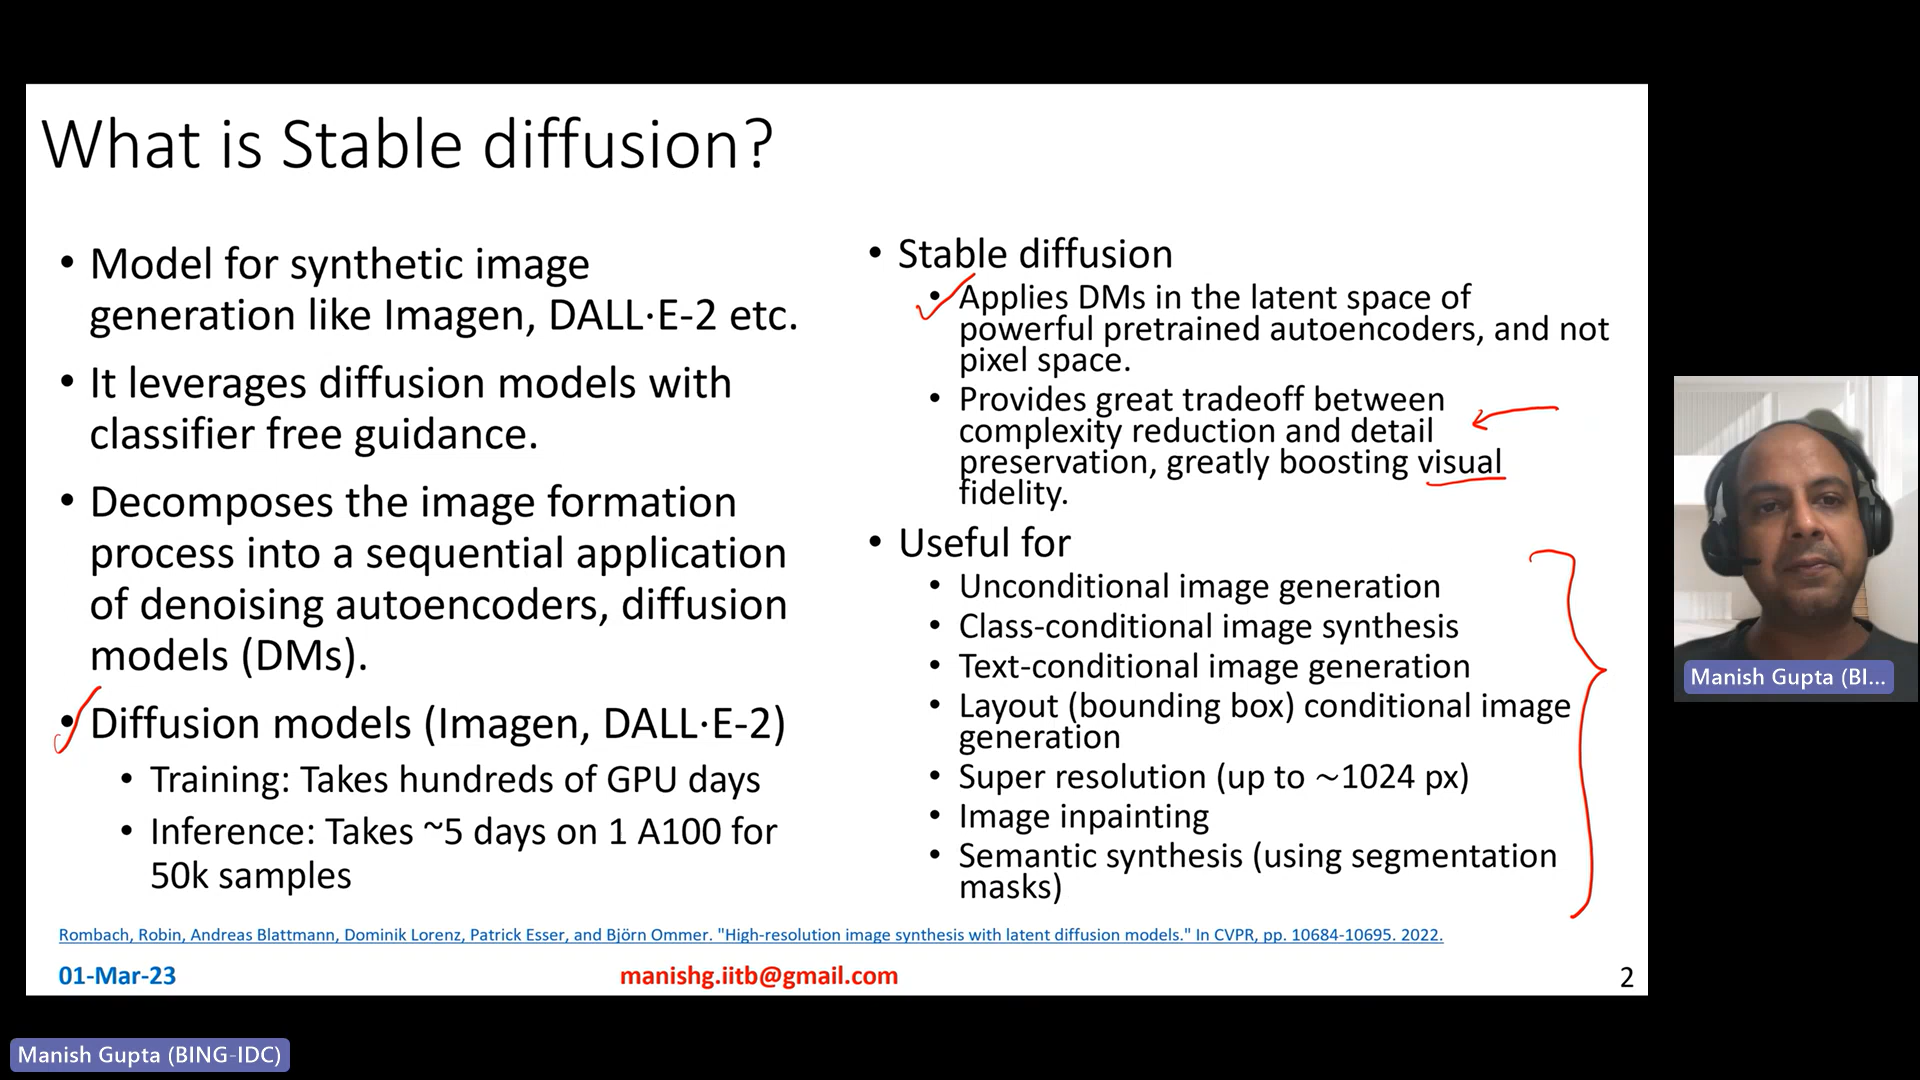 What is Stable diffusion?
• Model for synthetic image
generation like Imagen, DALL·E-2 etc.
• It leverages diffusion models with
classifier free guidance.
• Decomposes the image formation
process into a sequential application
of denoising autoencoders, diffusion
models (DMs).
• Diffusion models (Imagen, DALL·E-2)
• Training: Takes hundreds of GPU days
• Inference: Takes ~5 days on 1 A100 for
50k samples
• Stable diffusion
• Applies DMs in the latent space of
powerful pretrained autoencoders, and not
pixel space.
• Provides great tradeoff between
complexity reduction and detail
preservation, greatly boosting visual
fidelity.
• Useful for
• Unconditional image generation
• Class-conditional image synthesis
• Text-conditional image generation
• Layout (bounding box) conditional image
generation
• Super resolution (up to ~1024 px)
• Image inpainting
• Semantic synthesis (using segmentation
masks)
Rombach, Robin, Andreas Blattmann, Dominik Lorenz, Patrick Esser, and Björn Ommer. "High-resolution image synthesis with latent diffusion models." In CVPR, pp. 10684-10695. 2022.
01-Mar-23
manishg.iitb@gmail.com
2
Manish Gupta (BI...
Manish Gupta (BING-IDC)